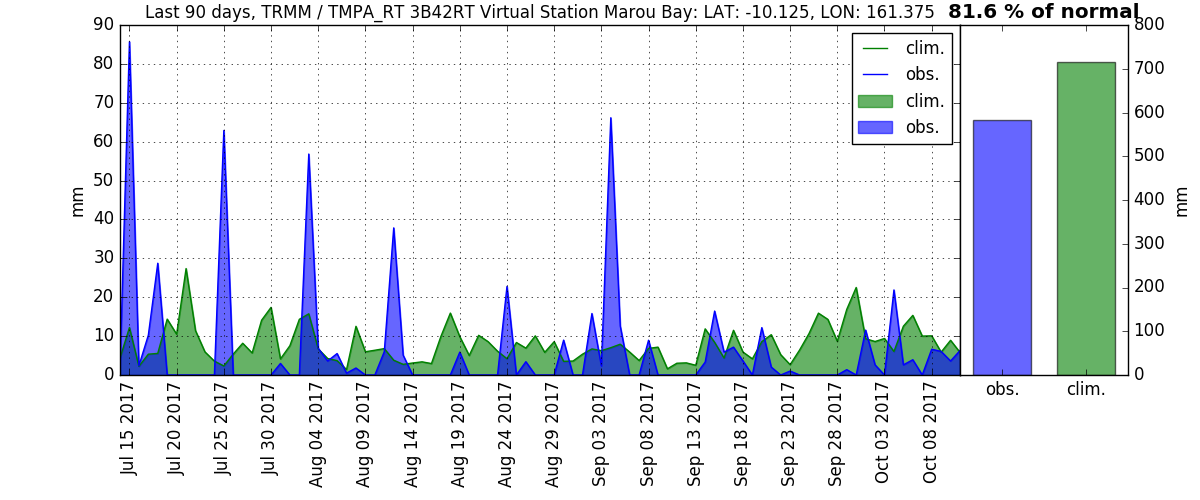 Last 90 days, TRMM / TMPA_RT 3B42RT Virtual Station Marou Bay: LAT: -10.125, LON: 161.375 81.6 % of normal
90
80
70
60
50
40
30
20
10
0
mm
clim.
obs.
clim.
obs.
Jul 15 2017
Jul 20 2017
Jul 25 2017
Jul 30 2017
Aug 04 2017
Aug 09 2017
Aug 14 2017
Aug 19 2017
Aug 24 2017
Aug 29 2017
Sep 03 2017
Sep 08 2017
Sep 13 2017
Sep 18 2017
Sep 23 2017
Sep 28 2017
Oct 03 2017
Oct 08 2017
800
700
600
500
400
300
200
100
0
mm
obs.
clim.